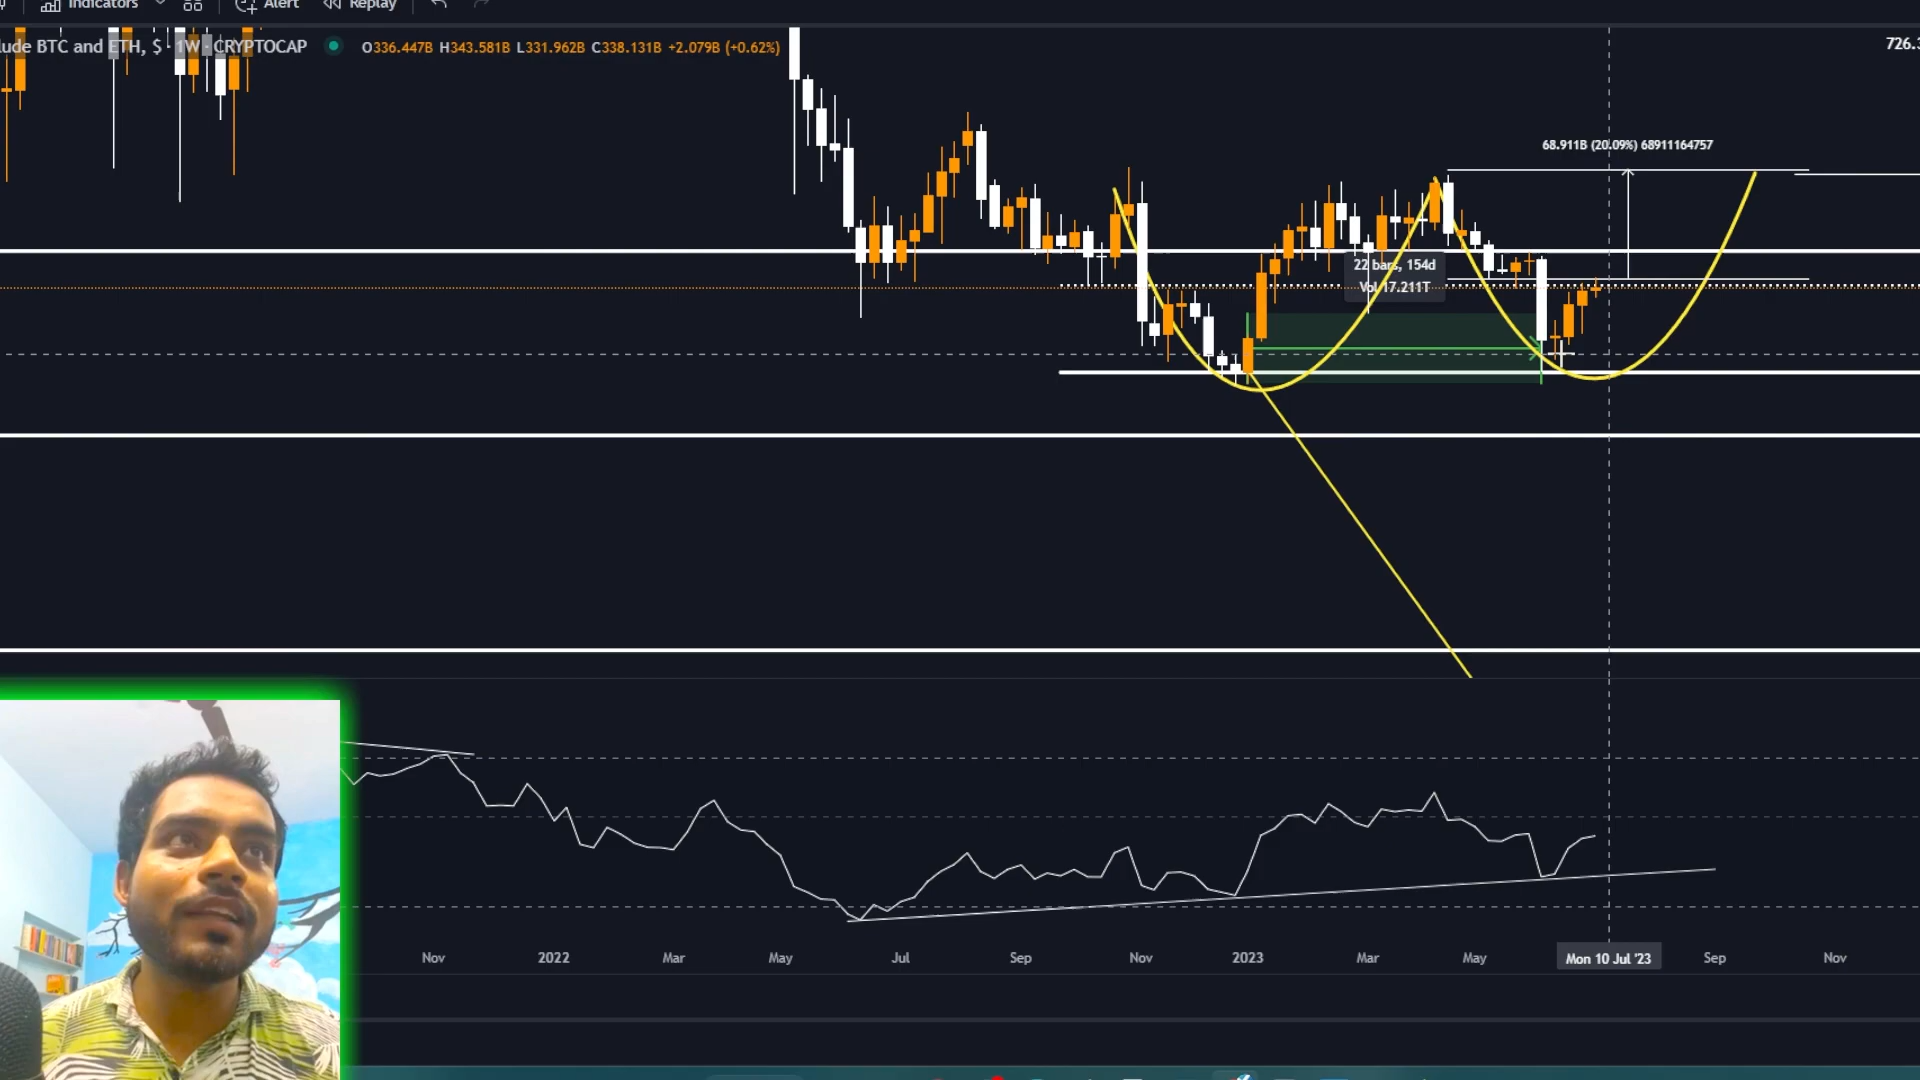 Indicators
Alert
Replay
lude BTC and ETH, $ · 1W · CRYPTOCAP O336.447B H343.581B L331.962B C338.131B +2.079B (+0.62%)
726.3
68.911B (20.09%) 68911164757
22 bars, 154d
Vol 17.211T
Nov 2022 Mar May Jul Sep Nov 2023 Mar May Mon 10 Jul '23 Sep Nov